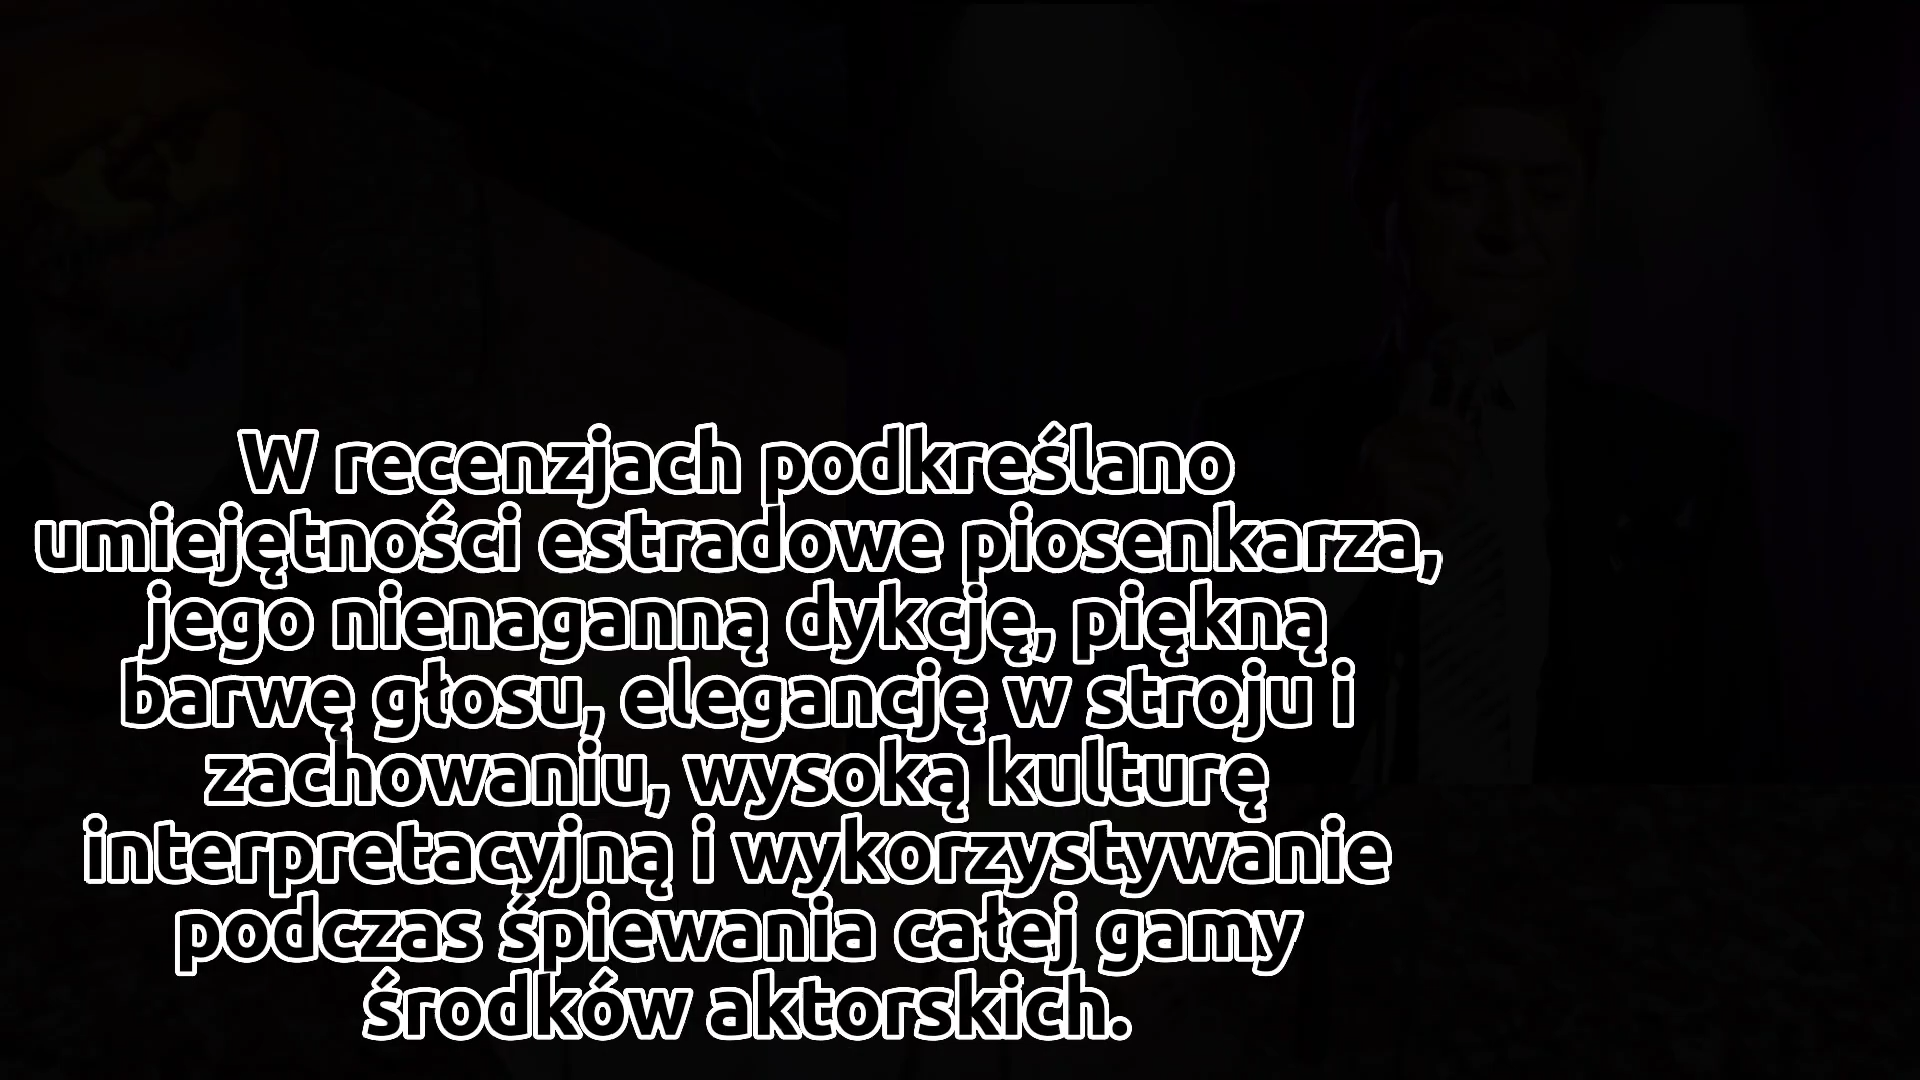 W recenzjach podkreślano
umiejętności estradowe piosenkarza,
jego nienaganną dykcję, piękną
barwę głosu, elegancję w stroju i
zachowaniu, wysoką kulturę
interpretacyjną i wykorzystywanie
podczas śpiewania całej gamy
środków aktorskich.